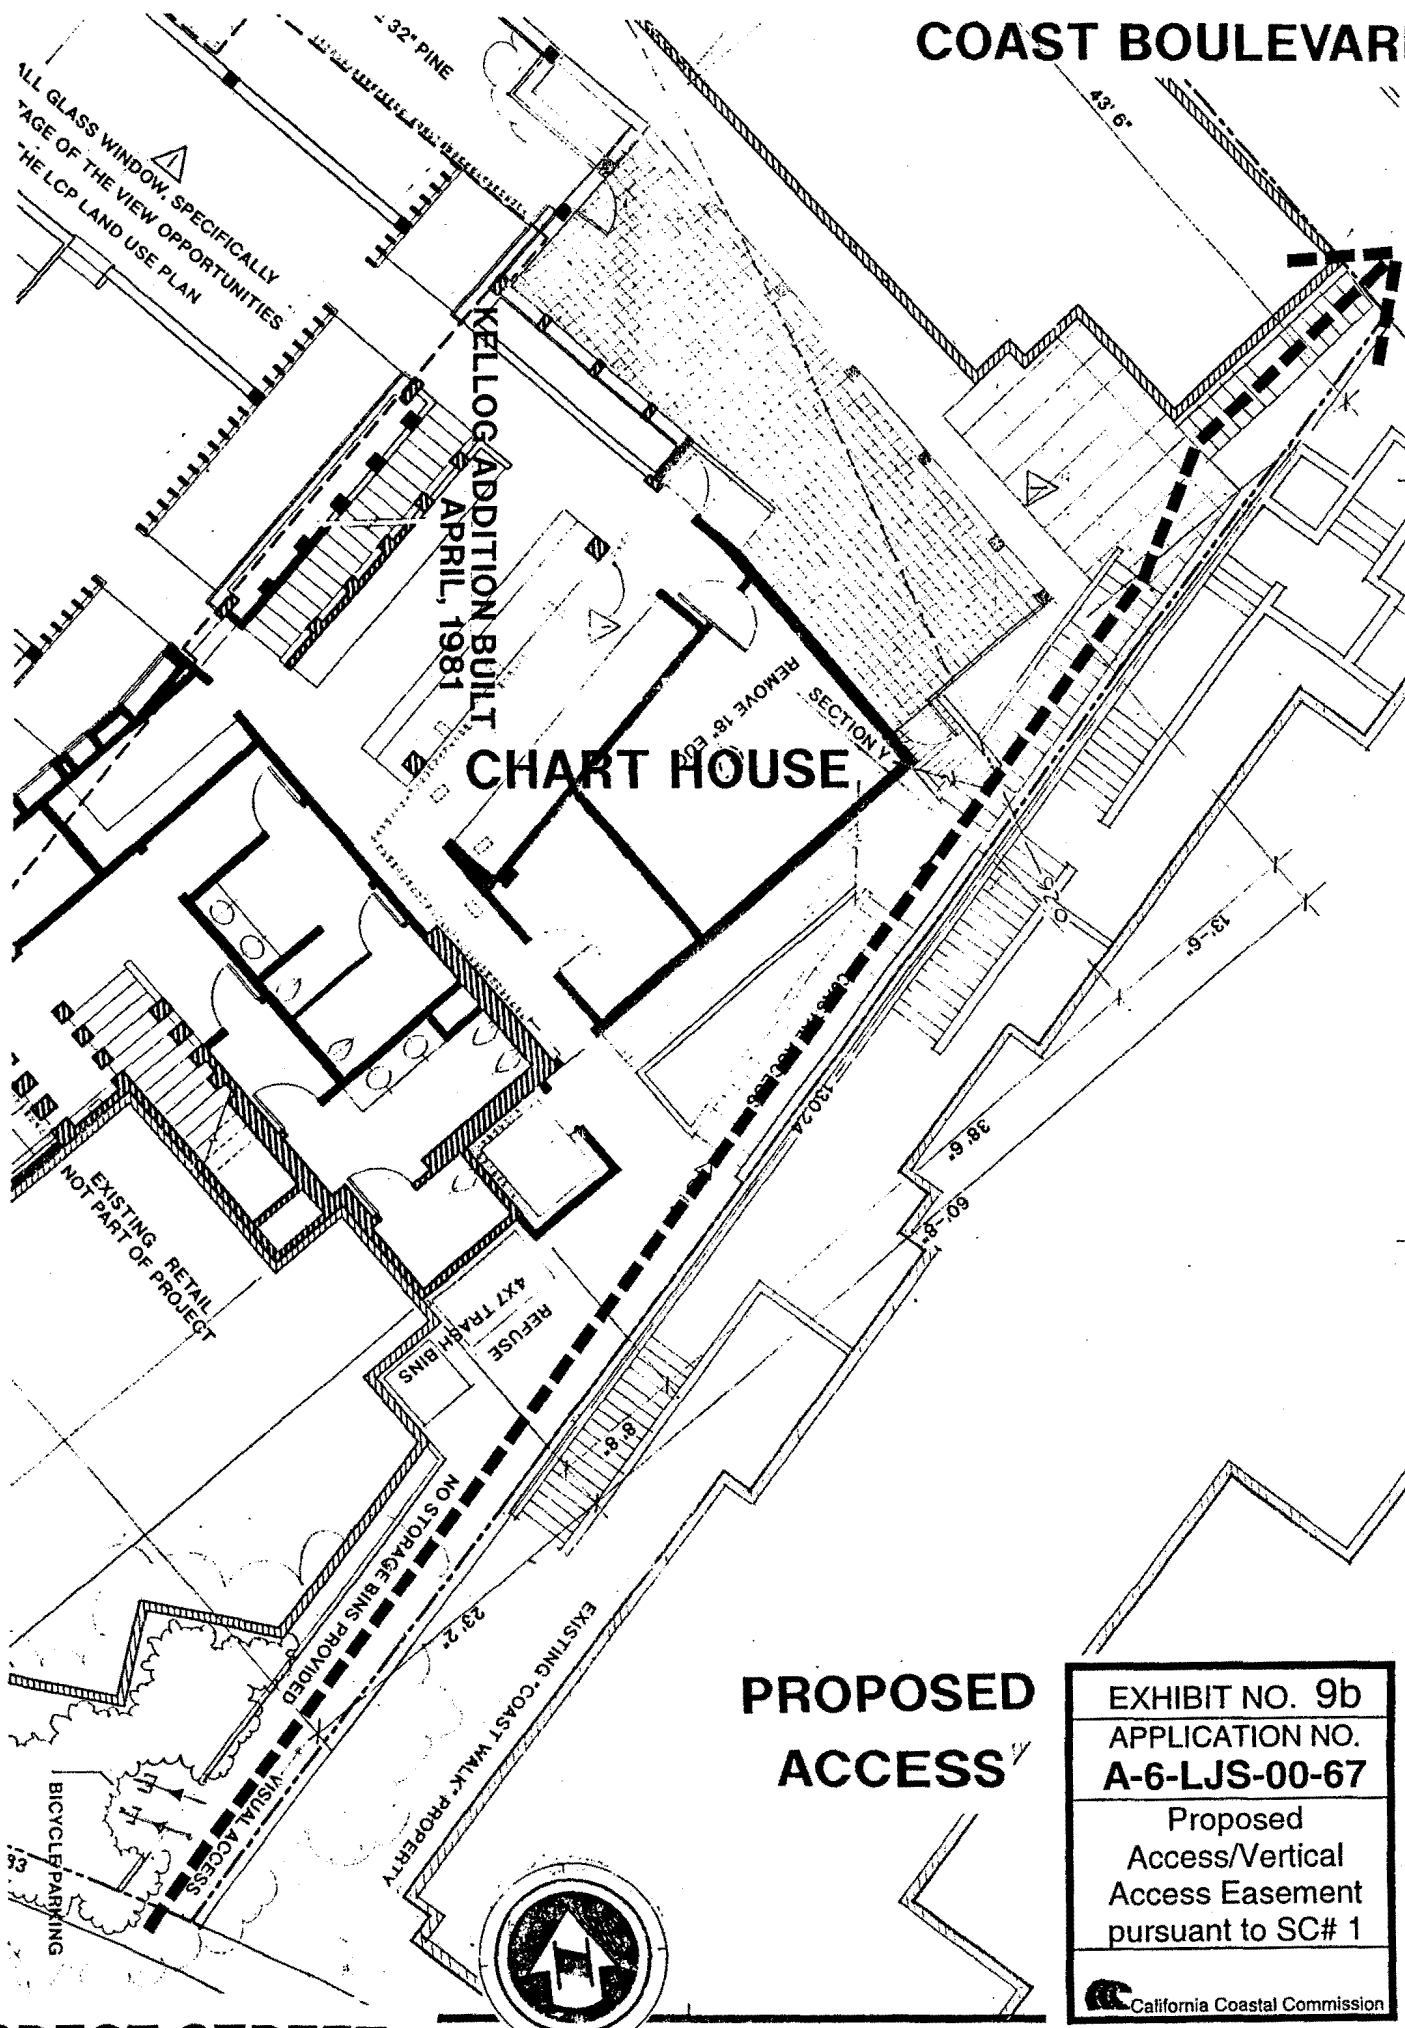 COAST BOULEVAR
32" PINE
43' 6"
ALL GLASS WINDOW, SPECIFICALLY
TAGE OF THE VIEW OPPORTUNITIES
THE LCP LAND USE PLAN
KELLOG ADDITION BUILT
APRIL, 1981
REMOVE 18" EU
SECTION
CHART HOUSE
13'-6"
130.24
38' 6"
60'-8"
EXISTING RETAIL
NOT PART OF PROJECT
REFUSE
4X7 TRASH BINS
8' 8"
NO STORAGE BINS PROVIDED
23' 2"
EXISTING "COAST WALK" PROPERTY
VISUAL ACCESS
BICYCLE PARKING
93
PROPOSED
ACCESS
EXHIBIT NO. 9b
APPLICATION NO.
A-6-LJS-00-67
Proposed
Access/Vertical
Access Easement
pursuant to SC# 1
California Coastal Commission